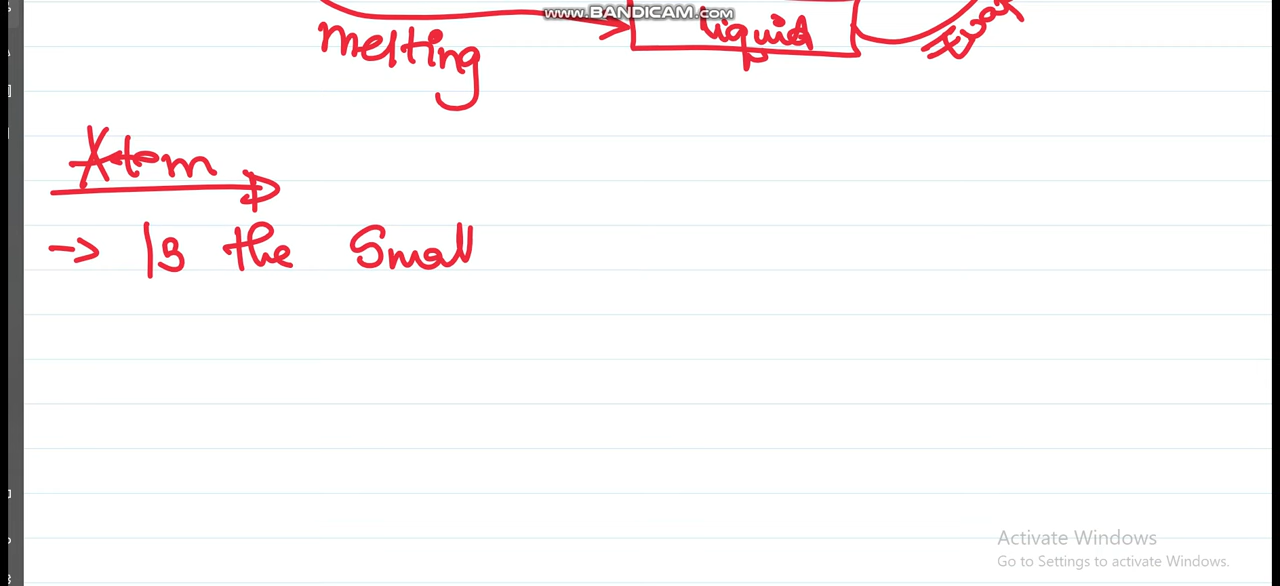 www.BANDICAM.com
liquid
melting
Atom
-> Is the Small
Activate Windows
Go to Settings to activate Windows.